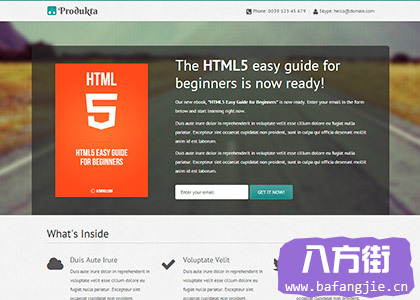 Produkta
Phone: 0039 123 45 679
Skype: hello@domain.com
HTML
5
HTML5 EASY GUIDE
FOR BEGINNERS
The HTML5 easy guide for
beginners is now ready!
Our new ebook, "HTML5 Easy Guide for Beginners" is now ready. Enter your email in the form
below and start learning right now.
Duis aute irure dolor in reprehenderit in voluptate velit esse cillum dolore eu fugiat nulla
pariatur. Excepteur sint occaecat cupidatat non proident, sunt in culpa qui officia deserunt mollit
anim id est laborum.
Duis aute irure dolor in reprehenderit in voluptate velit esse cillum dolore eu fugiat nulla
pariatur. Excepteur sint occaecat cupidatat non proident, sunt in culpa qui officia deserunt mollit
anim id est laborum.
Enter your email
GET IT NOW!
What's Inside
Duis Aute Irure
Duis aute irure dolor in
reprehenderit in voluptate velit
esse cillum dolore eu fugiat nulla
pariatur. Excepteur sint
occaecat cupidatat non
Voluptate Velit
Duis aute irure dolor in
reprehenderit in voluptate velit
esse cillum dolore eu fugiat nulla
pariatur. Excepteur sint
occaecat cupidatat non proident
八方街
www.bafangjie.cn